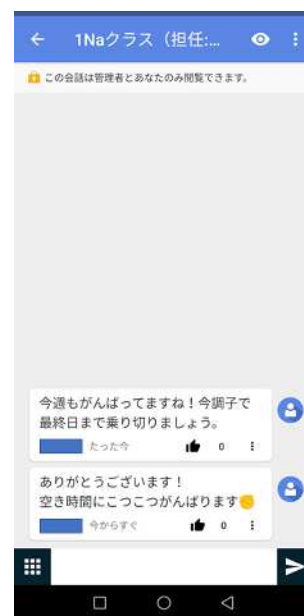 1Naクラス（担任:...
この会話は管理者とあなたのみ閲覧できます。
今週もがんばってますね！今調子で
最終日まで乗り切りましょう。
たった今
0
ありがとうございます！
空き時間にこつこつがんばります✊
今からすぐ
0